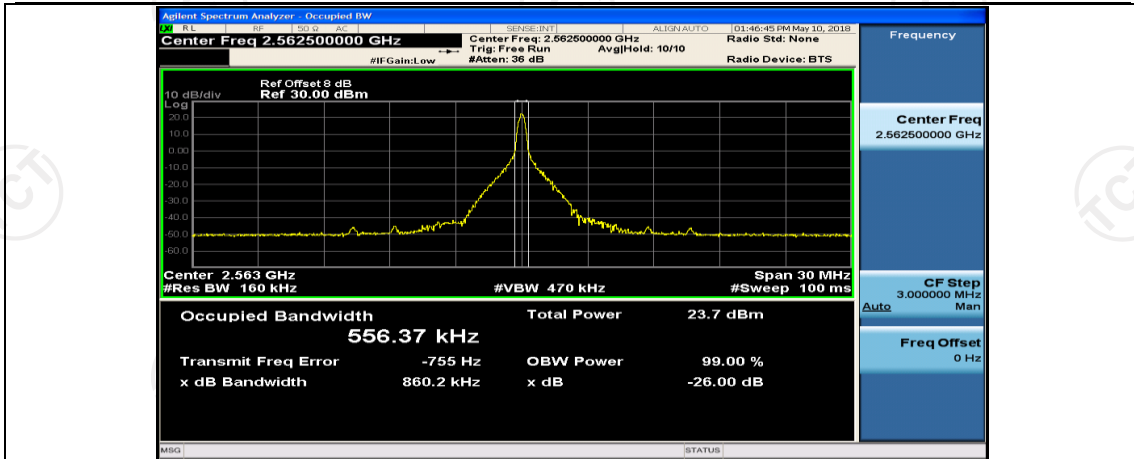 Agilent Spectrum Analyzer - Occupied BW
LXI RL RF 50 Ω AC SENSE:INT ALIGN AUTO 01:46:45 PM May 10, 2018
Center Freq 2.562500000 GHz
Center Freq: 2.562500000 GHz
Radio Std: None
Trig: Free Run Avg|Hold: 10/10
#IFGain:Low
#Atten: 36 dB
Radio Device: BTS
Frequency
Ref Offset 8 dB
10 dB/div Ref 30.00 dBm
Log
20.0
10.0
0.00
-10.0
-20.0
-30.0
-40.0
-50.0
-60.0
Center 2.563 GHz Span 30 MHz
#Res BW 160 kHz #VBW 470 kHz #Sweep 100 ms
Occupied Bandwidth Total Power 23.7 dBm
556.37 kHz
Transmit Freq Error -755 Hz OBW Power 99.00 %
x dB Bandwidth 860.2 kHz x dB -26.00 dB
Center Freq
2.562500000 GHz
CF Step
3.000000 MHz
Auto Man
Freq Offset
0 Hz
MSG STATUS
TCT
TCT